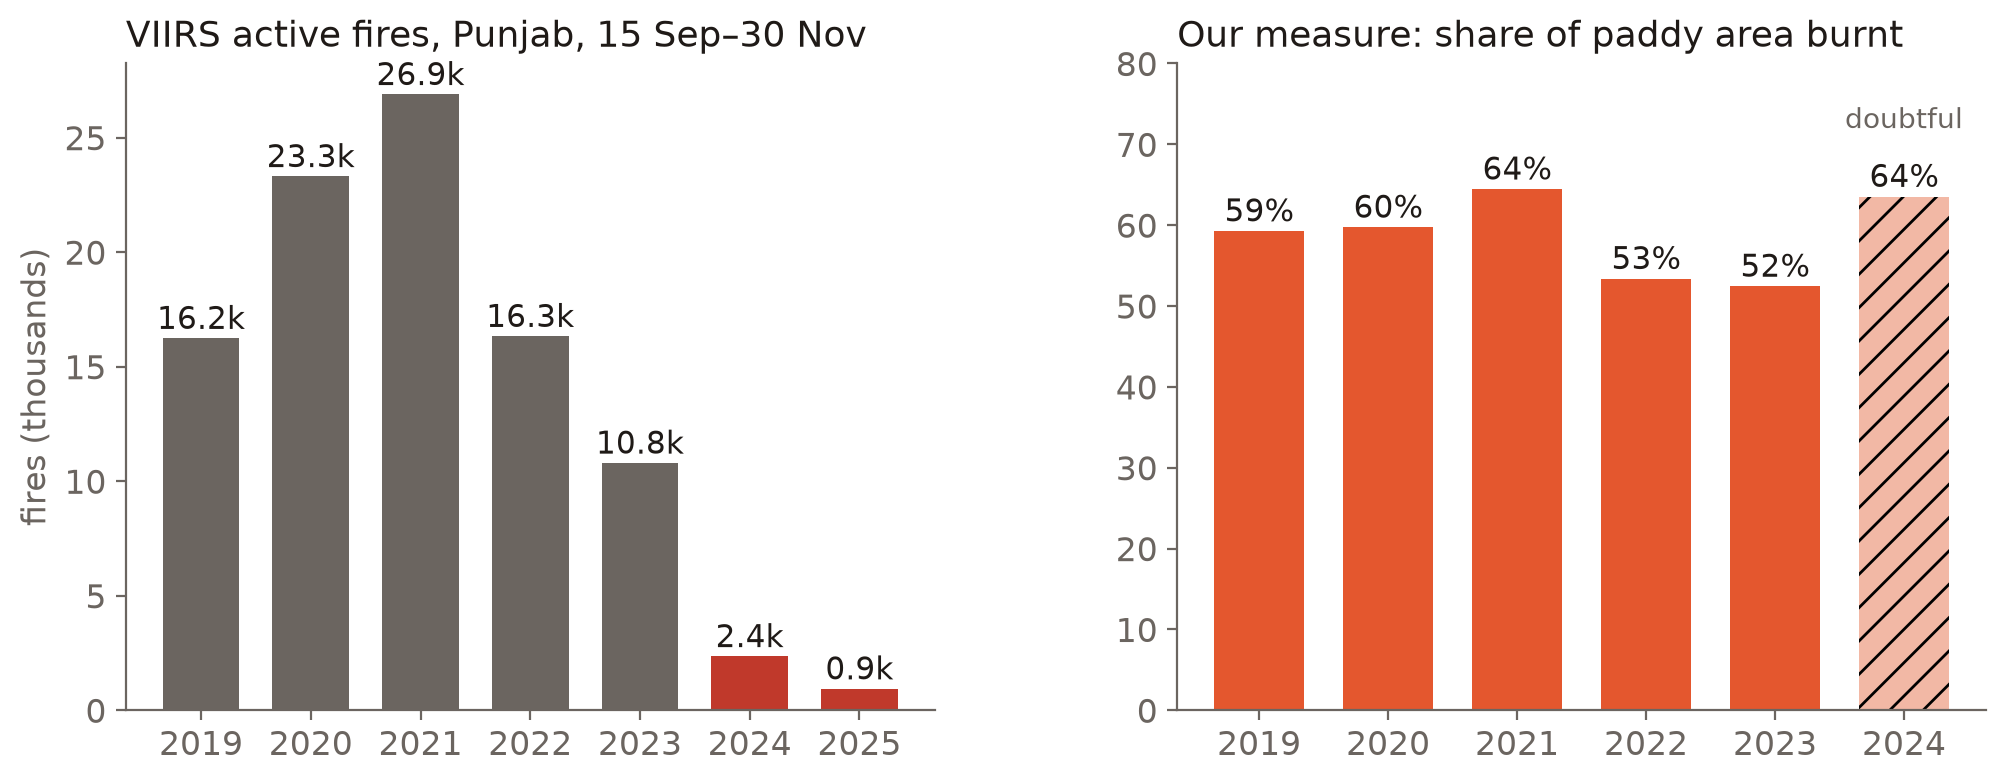 VIIRS active fires, Punjab, 15 Sep–30 Nov
fires (thousands)
25
20
15
10
5
0
16.2k
23.3k
26.9k
16.3k
10.8k
2.4k
0.9k
2019 2020 2021 2022 2023 2024 2025
Our measure: share of paddy area burnt
80
70
60
50
40
30
20
10
0
doubtful
59%
60%
64%
53%
52%
64%
2019 2020 2021 2022 2023 2024